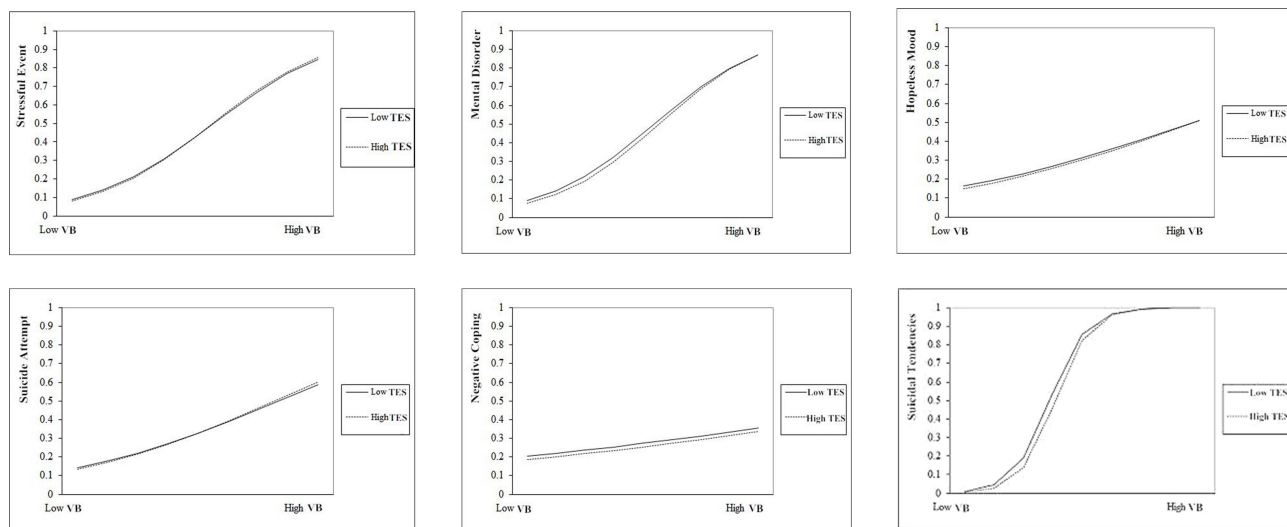 Stressful Event
1
0.9
0.8
0.7
0.6
0.5
0.4
0.3
0.2
0.1
0
Low VB
High VB
Low TES
High TES
Mental Disorder
1
0.9
0.8
0.7
0.6
0.5
0.4
0.3
0.2
0.1
0
Low VB
High VB
Low TES
HighTES
Hopeless Mood
1
0.9
0.8
0.7
0.6
0.5
0.4
0.3
0.2
0.1
0
Low VB
High VB
Low TES
HighTES
Suicide Attempt
1
0.9
0.8
0.7
0.6
0.5
0.4
0.3
0.2
0.1
0
Low VB
High VB
Low TES
HighTES
Negative Coping
1
0.9
0.8
0.7
0.6
0.5
0.4
0.3
0.2
0.1
0
Low VB
High VB
Low TES
High TES
Suicidal Tendencies
1
0.9
0.8
0.7
0.6
0.5
0.4
0.3
0.2
0.1
0
Low VB
High VB
Low TES
High TES